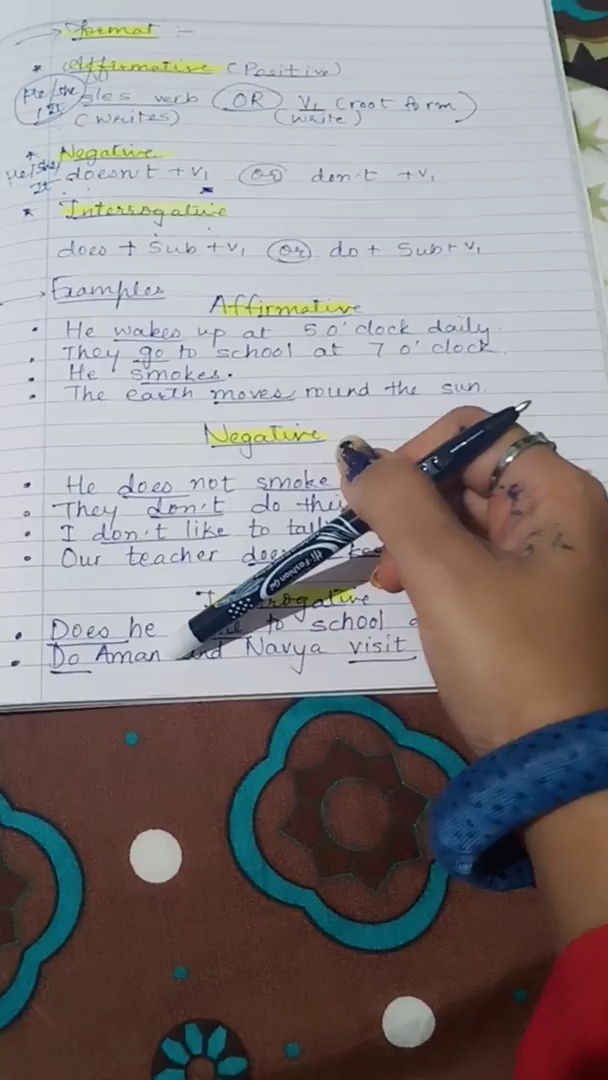 → Format :-
* Affirmative (Positive)
He/she
It s/es verb OR V1 (root form)
(writes) (write)
* Negative
He/she
It doesn't + V1 or don't + V1
* Interrogative
does + Sub + V1 or do + Sub + V1
→ Examples
Affirmative
• He wakes up at 5 o'clock daily.
• They go to school at 7 o'clock.
• He smokes.
• The earth moves round the sun.
Negative
• He does not smoke
• They don't do
• I don't like to
• Our teacher
Hi-Fashion Gel
• Does he to school
• Do Aman and Navya visit